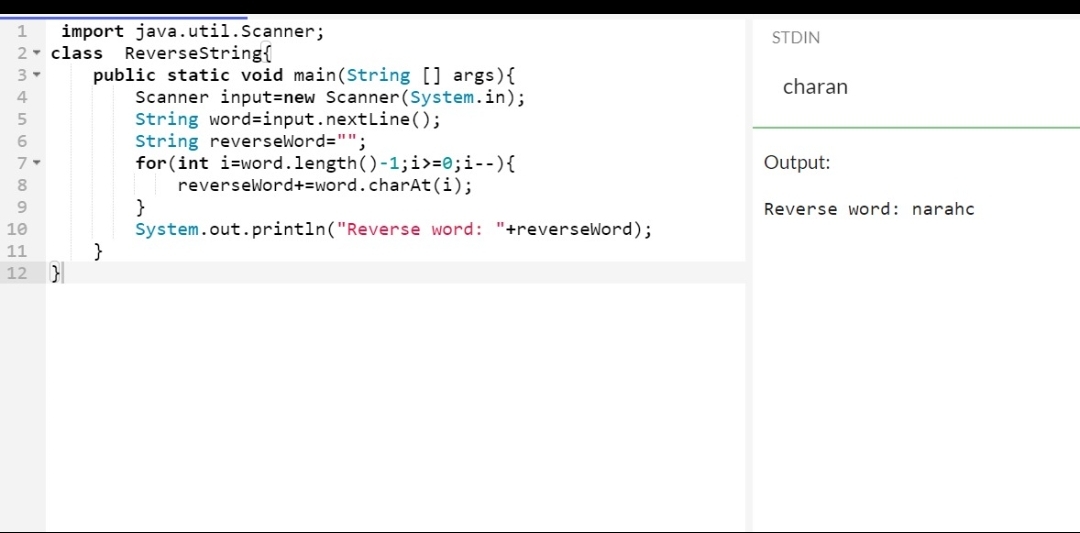 1 import java.util.Scanner;
2 class  ReverseString{
3     public static void main(String [] args){
4         Scanner input=new Scanner(System.in);
5         String word=input.nextLine();
6         String reverseWord="";
7         for(int i=word.length()-1;i>=0;i--){
8             reverseWord+=word.charAt(i);
9         }
10         System.out.println("Reverse word: "+reverseWord);
11     }
12 }
STDIN
charan
Output:
Reverse word: narahc